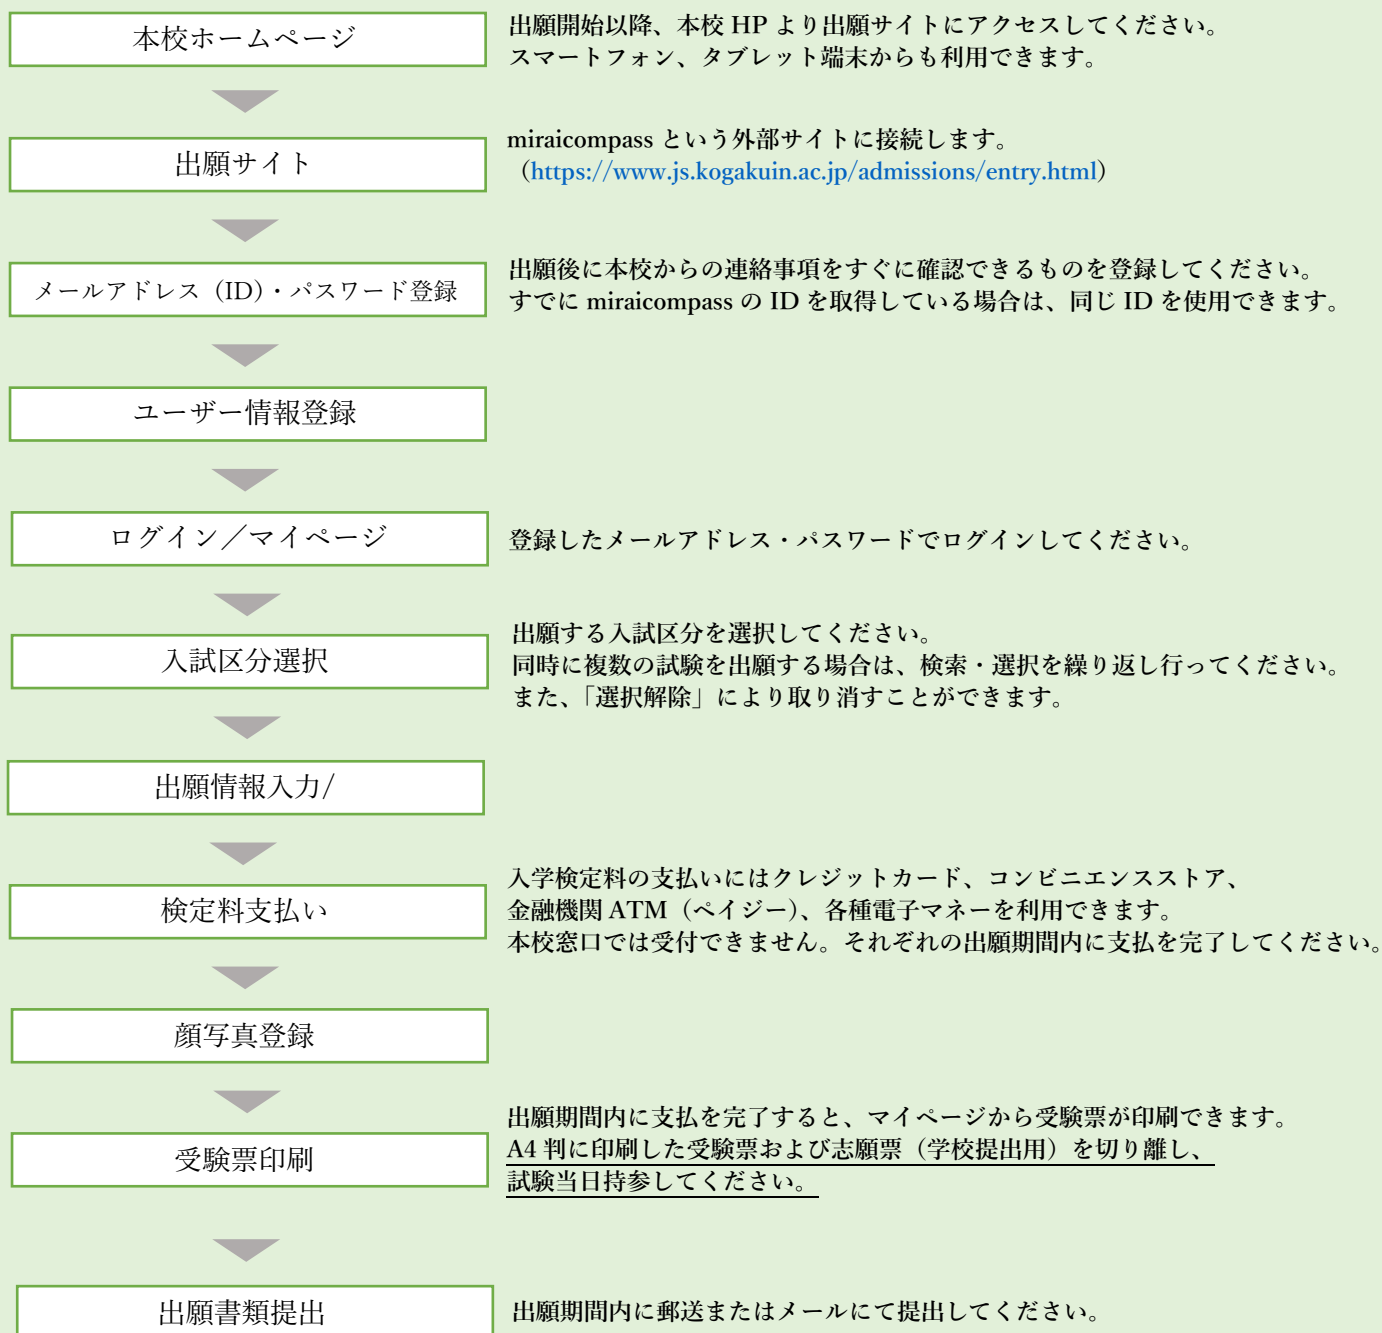 本校ホームページ
出願開始以降、本校 HP より出願サイトにアクセスしてください。
スマートフォン、タブレット端末からも利用できます。
出願サイト
miraicompass という外部サイトに接続します。
（https://www.js.kogakuin.ac.jp/admissions/entry.html）
メールアドレス（ID）・パスワード登録
出願後に本校からの連絡事項をすぐに確認できるものを登録してください。
すでに miraicompass の ID を取得している場合は、同じ ID を使用できます。
ユーザー情報登録
ログイン／マイページ
登録したメールアドレス・パスワードでログインしてください。
入試区分選択
出願する入試区分を選択してください。
同時に複数の試験を出願する場合は、検索・選択を繰り返し行ってください。
また、「選択解除」により取り消すことができます。
出願情報入力/
検定料支払い
入学検定料の支払いにはクレジットカード、コンビニエンスストア、
金融機関 ATM（ペイジー）、各種電子マネーを利用できます。
本校窓口では受付できません。それぞれの出願期間内に支払を完了してください。
顔写真登録
受験票印刷
出願期間内に支払を完了すると、マイページから受験票が印刷できます。
A4 判に印刷した受験票および志願票（学校提出用）を切り離し、
試験当日持参してください。
出願書類提出
出願期間内に郵送またはメールにて提出してください。